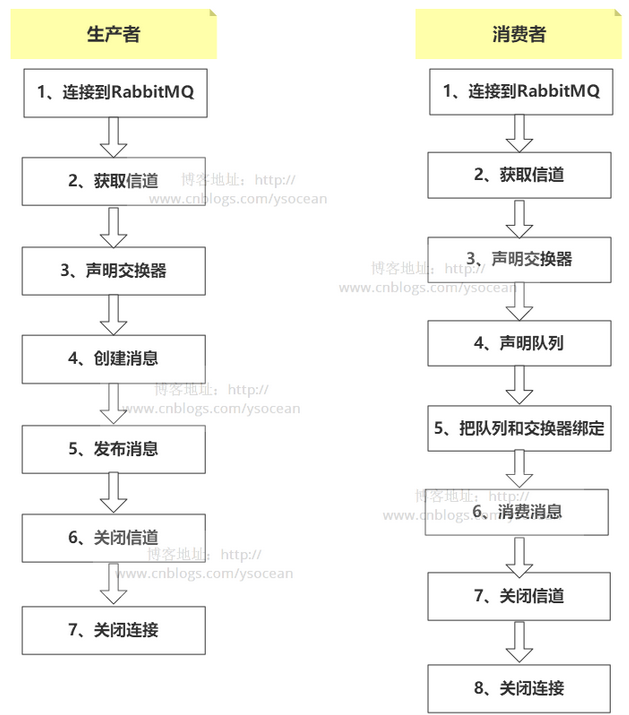 生产者
1、连接到RabbitMQ
2、获取信道
3、声明交换器
4、创建消息
5、发布消息
6、关闭信道
7、关闭连接
消费者
1、连接到RabbitMQ
2、获取信道
3、声明交换器
4、声明队列
5、把队列和交换器绑定
6、消费消息
7、关闭信道
8、关闭连接
博客地址：http://
www.cnblogs.com/ysocean
博客地址：http://
www.cnblogs.com/ysocean
博客地址：http://
www.cnblogs.com/ysocean
博客地址：http://
www.cnblogs.com/ysocean
博客地址：http://
www.cnblogs.com/ysocean